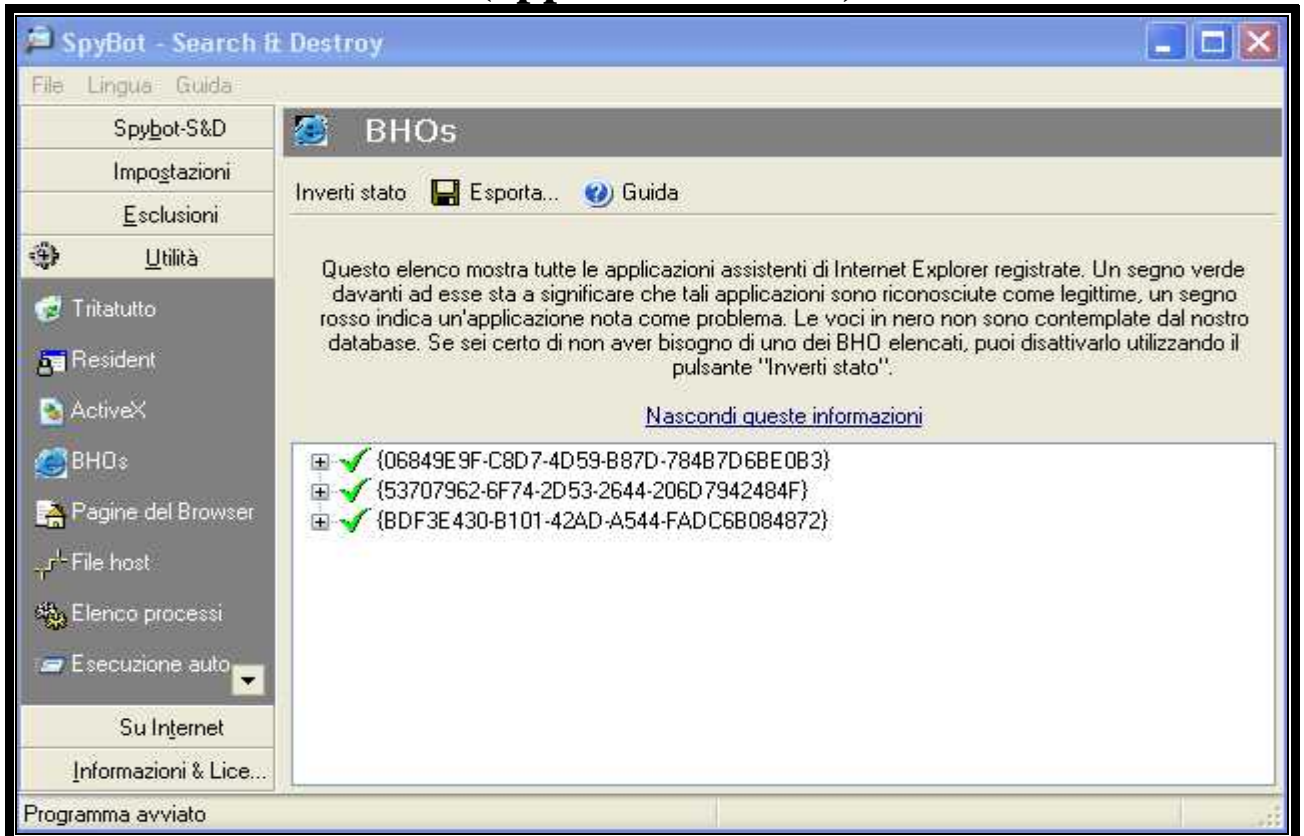 SpyBot - Search & Destroy
File Lingua Guida
Spybot-S&D
Impostazioni
Esclusioni
Utilità
Tritatutto
Resident
ActiveX
BHOs
Pagine del Browser
File host
Elenco processi
Esecuzione auto
Su Internet
Informazioni & Lice...
BHOs
Inverti stato Esporta... Guida
Questo elenco mostra tutte le applicazioni assistenti di Internet Explorer registrate. Un segno verde
davanti ad esse sta a significare che tali applicazioni sono riconosciute come legittime, un segno
rosso indica un'applicazione nota come problema. Le voci in nero non sono contemplate dal nostro
database. Se sei certo di non aver bisogno di uno dei BHO elencati, puoi disattivarlo utilizzando il
pulsante "Inverti stato".
Nascondi queste informazioni
{06849E9F-C8D7-4D59-B87D-784B7D6BE0B3}
{53707962-6F74-2D53-2644-206D7942484F}
{BDF3E430-B101-42AD-A544-FADC6B084872}
Programma avviato